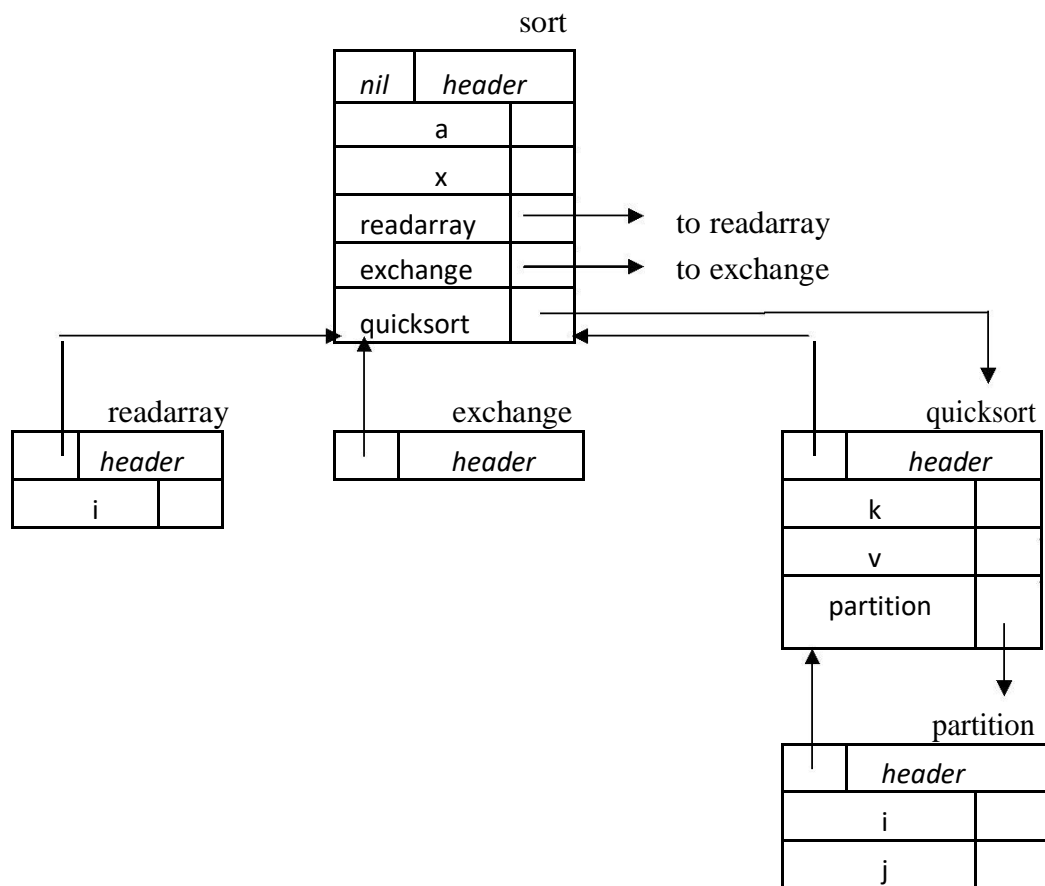 sort
nil header
a
x
readarray to readarray
exchange to exchange
quicksort
readarray exchange quicksort
header header header
i k
v
partition
partition
header
i
j